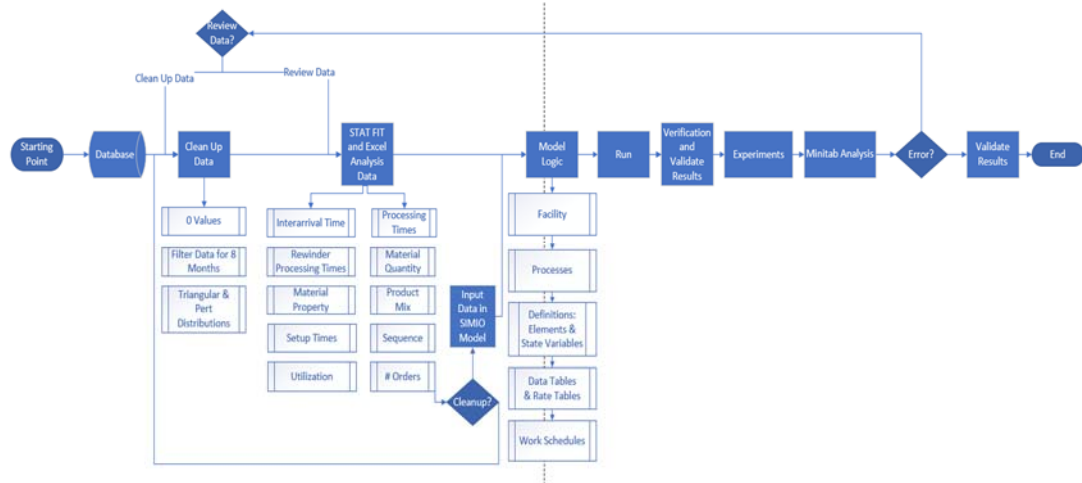 Review
Data?
Clean Up Data
Review Data
Starting
Point
Database
Clean Up
Data
STAT FIT
and Excel
Analysis
Data
Model
Logic
Run
Verification
and
Validate
Results
Experiments
Minitab Analysis
Error?
Validate
Results
End
0 Values
Filter Data for 8
Months
Triangular &
Pert
Distributions
Interarrival Time
Rewinder
Processing Times
Material
Property
Setup Times
Utilization
Processing
Times
Material
Quantity
Product
Mix
Sequence
# Orders
Cleanup?
Input
Data in
SIMIO
Model
Facility
Processes
Definitions:
Elements &
State Variables
Data Tables
& Rate Tables
Work Schedules